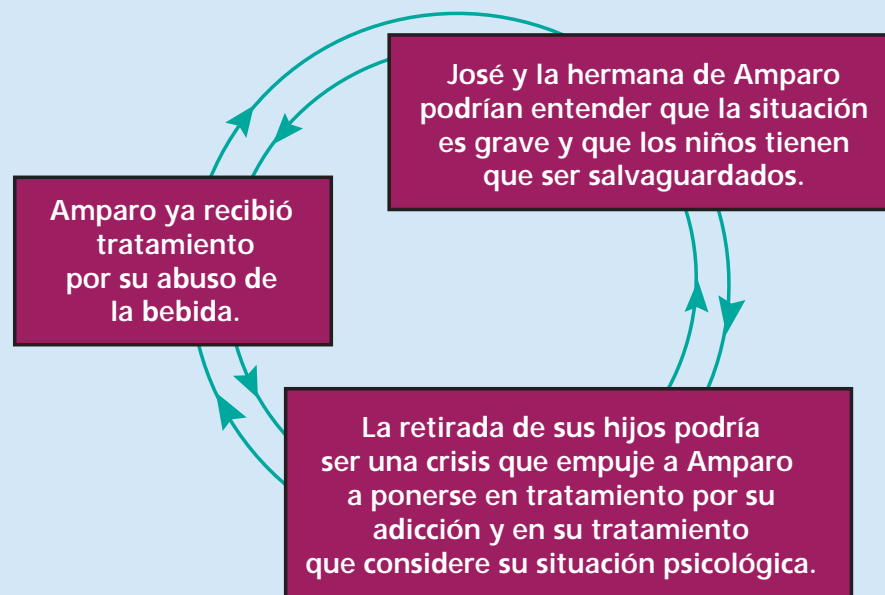 José y la hermana de Amparo
podrían entender que la situación
es grave y que los niños tienen
que ser salvaguardados.
Amparo ya recibió
tratamiento
por su abuso de
la bebida.
La retirada de sus hijos podría
ser una crisis que empuje a Amparo
a ponerse en tratamiento por su
adicción y en su tratamiento
que considere su situación psicológica.